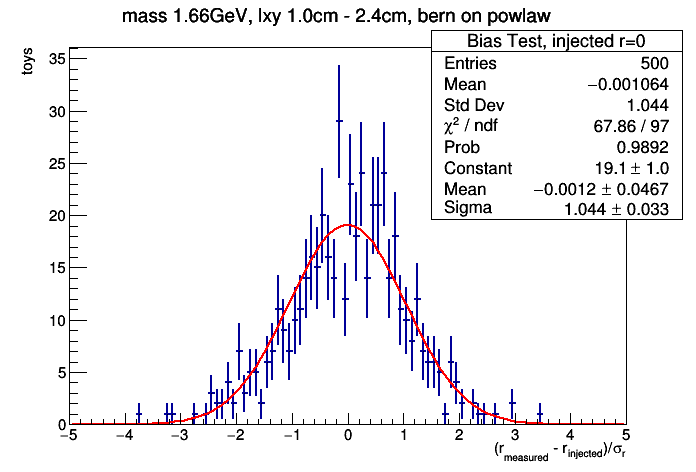 mass 1.66GeV, lxy 1.0cm - 2.4cm, bern on powlaw
toys
Bias Test, injected r=0
Entries 500
Mean −0.001064
Std Dev 1.044
χ² / ndf 67.86 / 97
Prob 0.9892
Constant 19.1 ± 1.0
Mean −0.0012 ± 0.0467
Sigma 1.044 ± 0.033
35
30
25
20
15
10
5
0
−5 −4 −3 −2 −1 0 1 2 3 4 5
(r_measured - r_injected)/σ_r